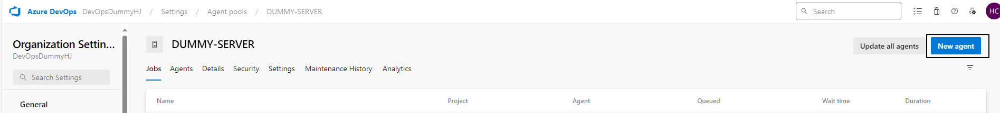 Azure DevOps DevOpsDummyHJ / Settings / Agent pools / DUMMY-SERVER Search HC
Organization Settin...
DevOpsDummyHJ
Search Settings
General
DUMMY-SERVER
Update all agents New agent
Jobs Agents Details Security Settings Maintenance History Analytics
Name Project Agent Queued Wait time Duration